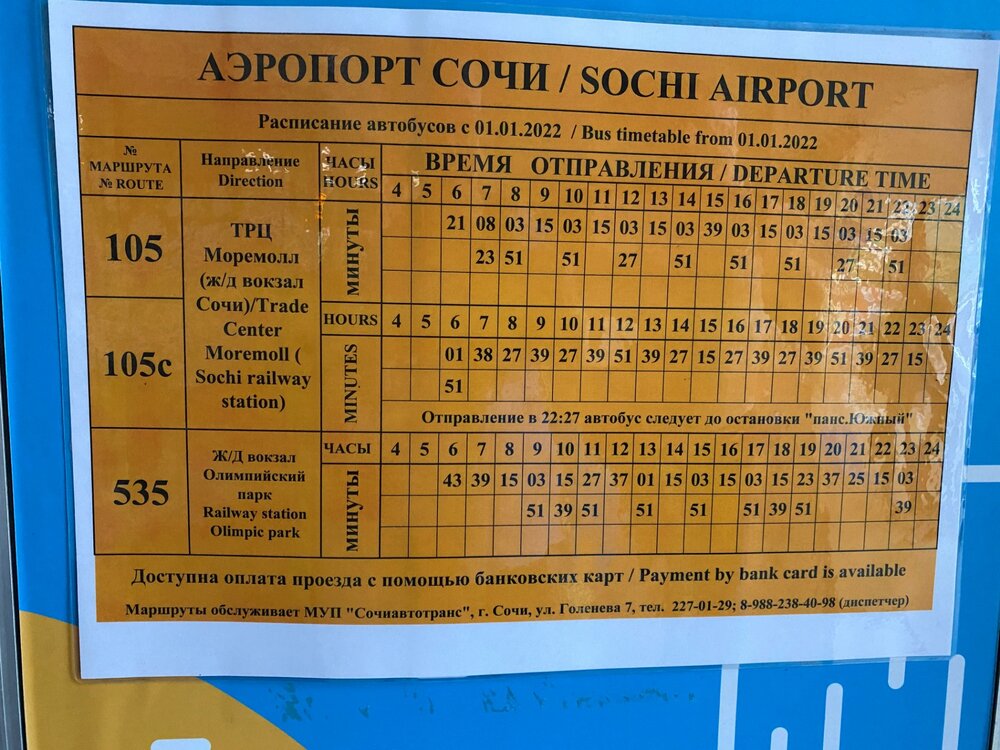 АЭРОПОРТ СОЧИ / SOCHI AIRPORT
Расписание автобусов с 01.01.2022 / Bus timetable from 01.01.2022
№ МАРШРУТА № ROUTE Направление Direction ЧАСЫ HOURS ВРЕМЯ ОТПРАВЛЕНИЯ / DEPARTURE TIME
4 5 6 7 8 9 10 11 12 13 14 15 16 17 18 19 20 21 22 23 24
105
ТРЦ
Моремолл
(ж/д вокзал
Сочи)/Trade
Center
Moremoll (
Sochi railway
station)
МИНУТЫ
21 08 03 15 03 15 03 15 03 39 03 15 03 15 03 15 03
23 51 51 27 51 51 51 27 51
105с
HOURS 4 5 6 7 8 9 10 11 12 13 14 15 16 17 18 19 20 21 22 23 24
MINUTES
01 38 27 39 27 39 51 39 27 15 27 39 27 39 51 39 27 15
51
Отправление в 22:27 автобус следует до остановки "панс.Южный"
535
Ж/Д вокзал
Олимпийский
парк
Railway station
Olimpic park
ЧАСЫ 4 5 6 7 8 9 10 11 12 13 14 15 16 17 18 19 20 21 22 23 24
МИНУТЫ
43 39 15 03 15 27 37 01 15 03 15 03 15 23 37 25 15 03
51 39 51 51 51 51 39 51 39
Доступна оплата проезда с помощью банковских карт / Payment by bank card is available
Маршруты обслуживает МУП "Сочиавтотранс", г. Сочи, ул. Голенева 7, тел. 227-01-29; 8-988-238-40-98 (диспетчер)